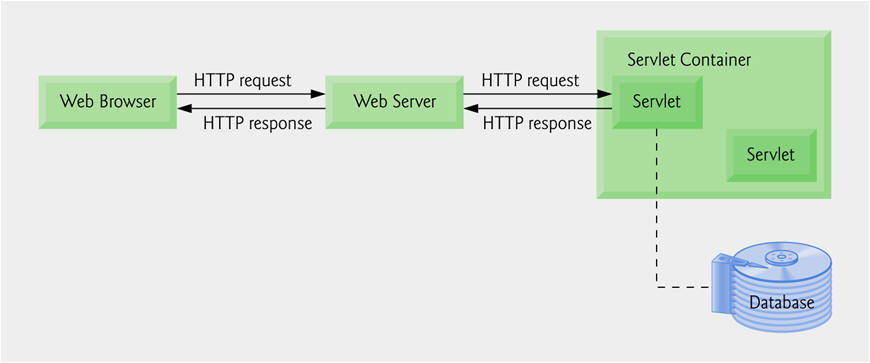 Servlet Container
HTTP request
HTTP request
Web Browser
Web Server
Servlet
HTTP response
HTTP response
Servlet
Database